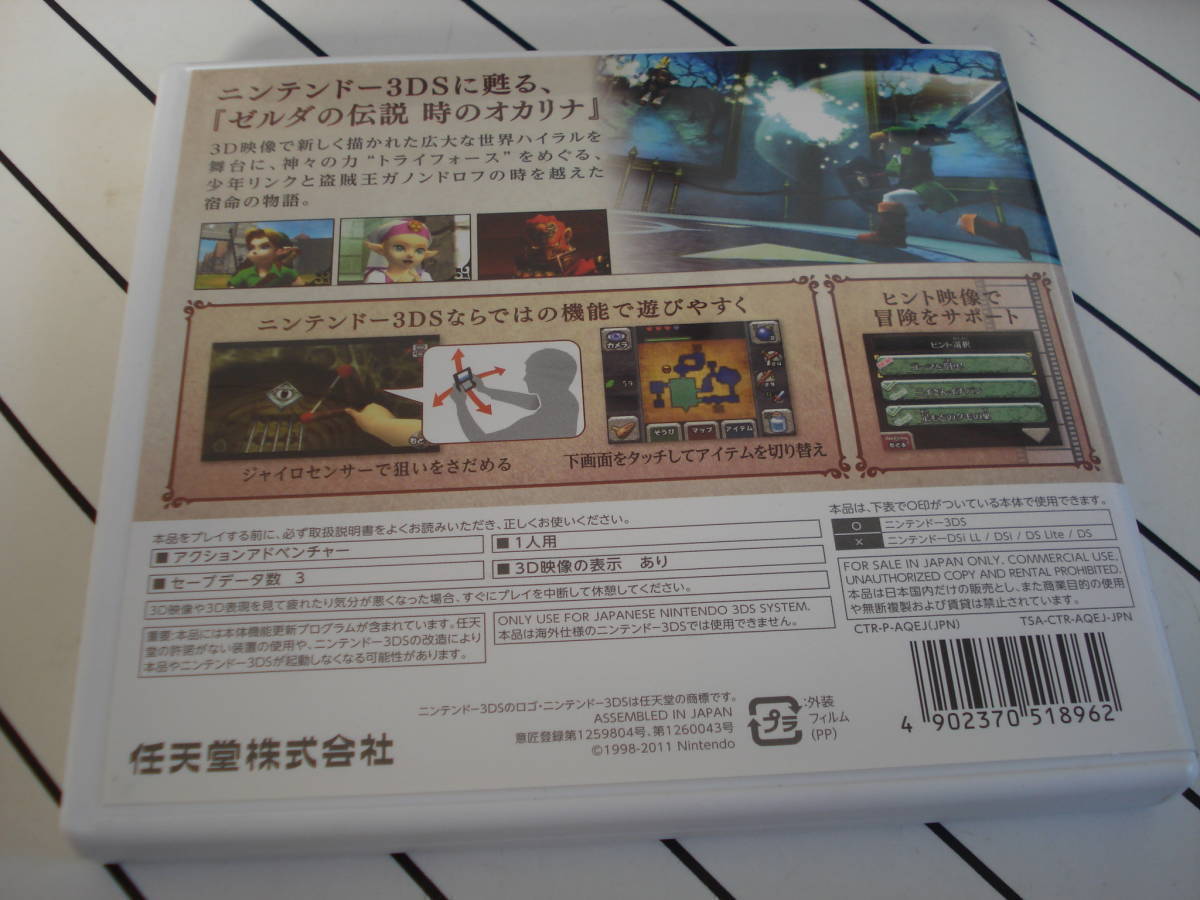 ニンテンドー3DSに甦る、
『ゼルダの伝説 時のオカリナ』
3D映像で新しく描かれた広大な世界ハイラルを
舞台に、神々の力“トライフォース”をめぐる、
少年リンクと盗賊王ガノンドロフの時を越えた
宿命の物語。
ニンテンドー3DSならではの機能で遊びやすく
カメラ
59
そうび
マップ
アイテム
ジャイロセンサーで狙いをさだめる
下画面をタッチしてアイテムを切り替え
ヒント映像で
冒険をサポート
ヒント選択
もどる
本品をプレイする前に、必ず取扱説明書をよくお読みいただき、正しくお使いください。
■アクションアドベンチャー
■1人用
■セーブデータ数 3
■3D映像の表示 あり
3D映像や3D表現を見て疲れたり気分が悪くなった場合、すぐにプレイを中断して休憩してください。
重要:本品には本体機能更新プログラムが含まれています。任天
堂の許諾がない装置の使用や、ニンテンドー3DSの改造により
本品やニンテンドー3DSが起動しなくなる可能性があります。
ONLY USE FOR JAPANESE NINTENDO 3DS SYSTEM.
本品は海外仕様のニンテンドー3DSでは使用できません。
本品は、下表で○印がついている本体で使用できます。
○ ニンテンドー3DS
× ニンテンドーDSi LL / DSi / DS Lite / DS
FOR SALE IN JAPAN ONLY. COMMERCIAL USE,
UNAUTHORIZED COPY AND RENTAL PROHIBITED.
本品は日本国内だけの販売とし、また商業目的の使用
や無断複製および賃貸は禁止されています。
CTR-P-AQEJ(JPN)
TSA-CTR-AQEJ-JPN
ニンテンドー3DSのロゴ・ニンテンドー3DSは任天堂の商標です。
ASSEMBLED IN JAPAN
意匠登録第1259804号、第1260043号
©1998-2011 Nintendo
プラ
:外装
フィルム
(PP)
4 902370 518962
任天堂株式会社